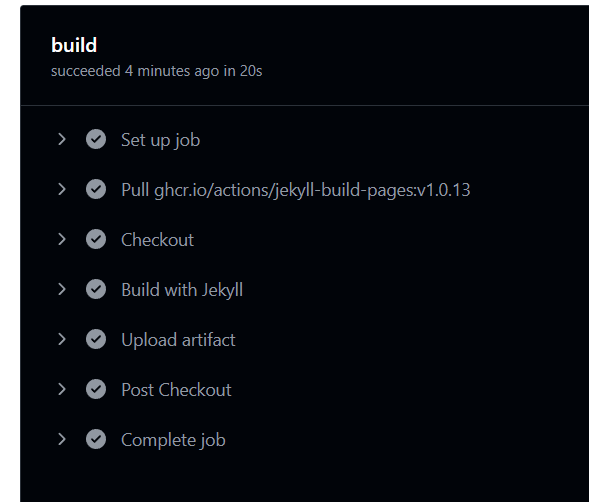 build
succeeded 4 minutes ago in 20s
Set up job
Pull ghcr.io/actions/jekyll-build-pages:v1.0.13
Checkout
Build with Jekyll
Upload artifact
Post Checkout
Complete job